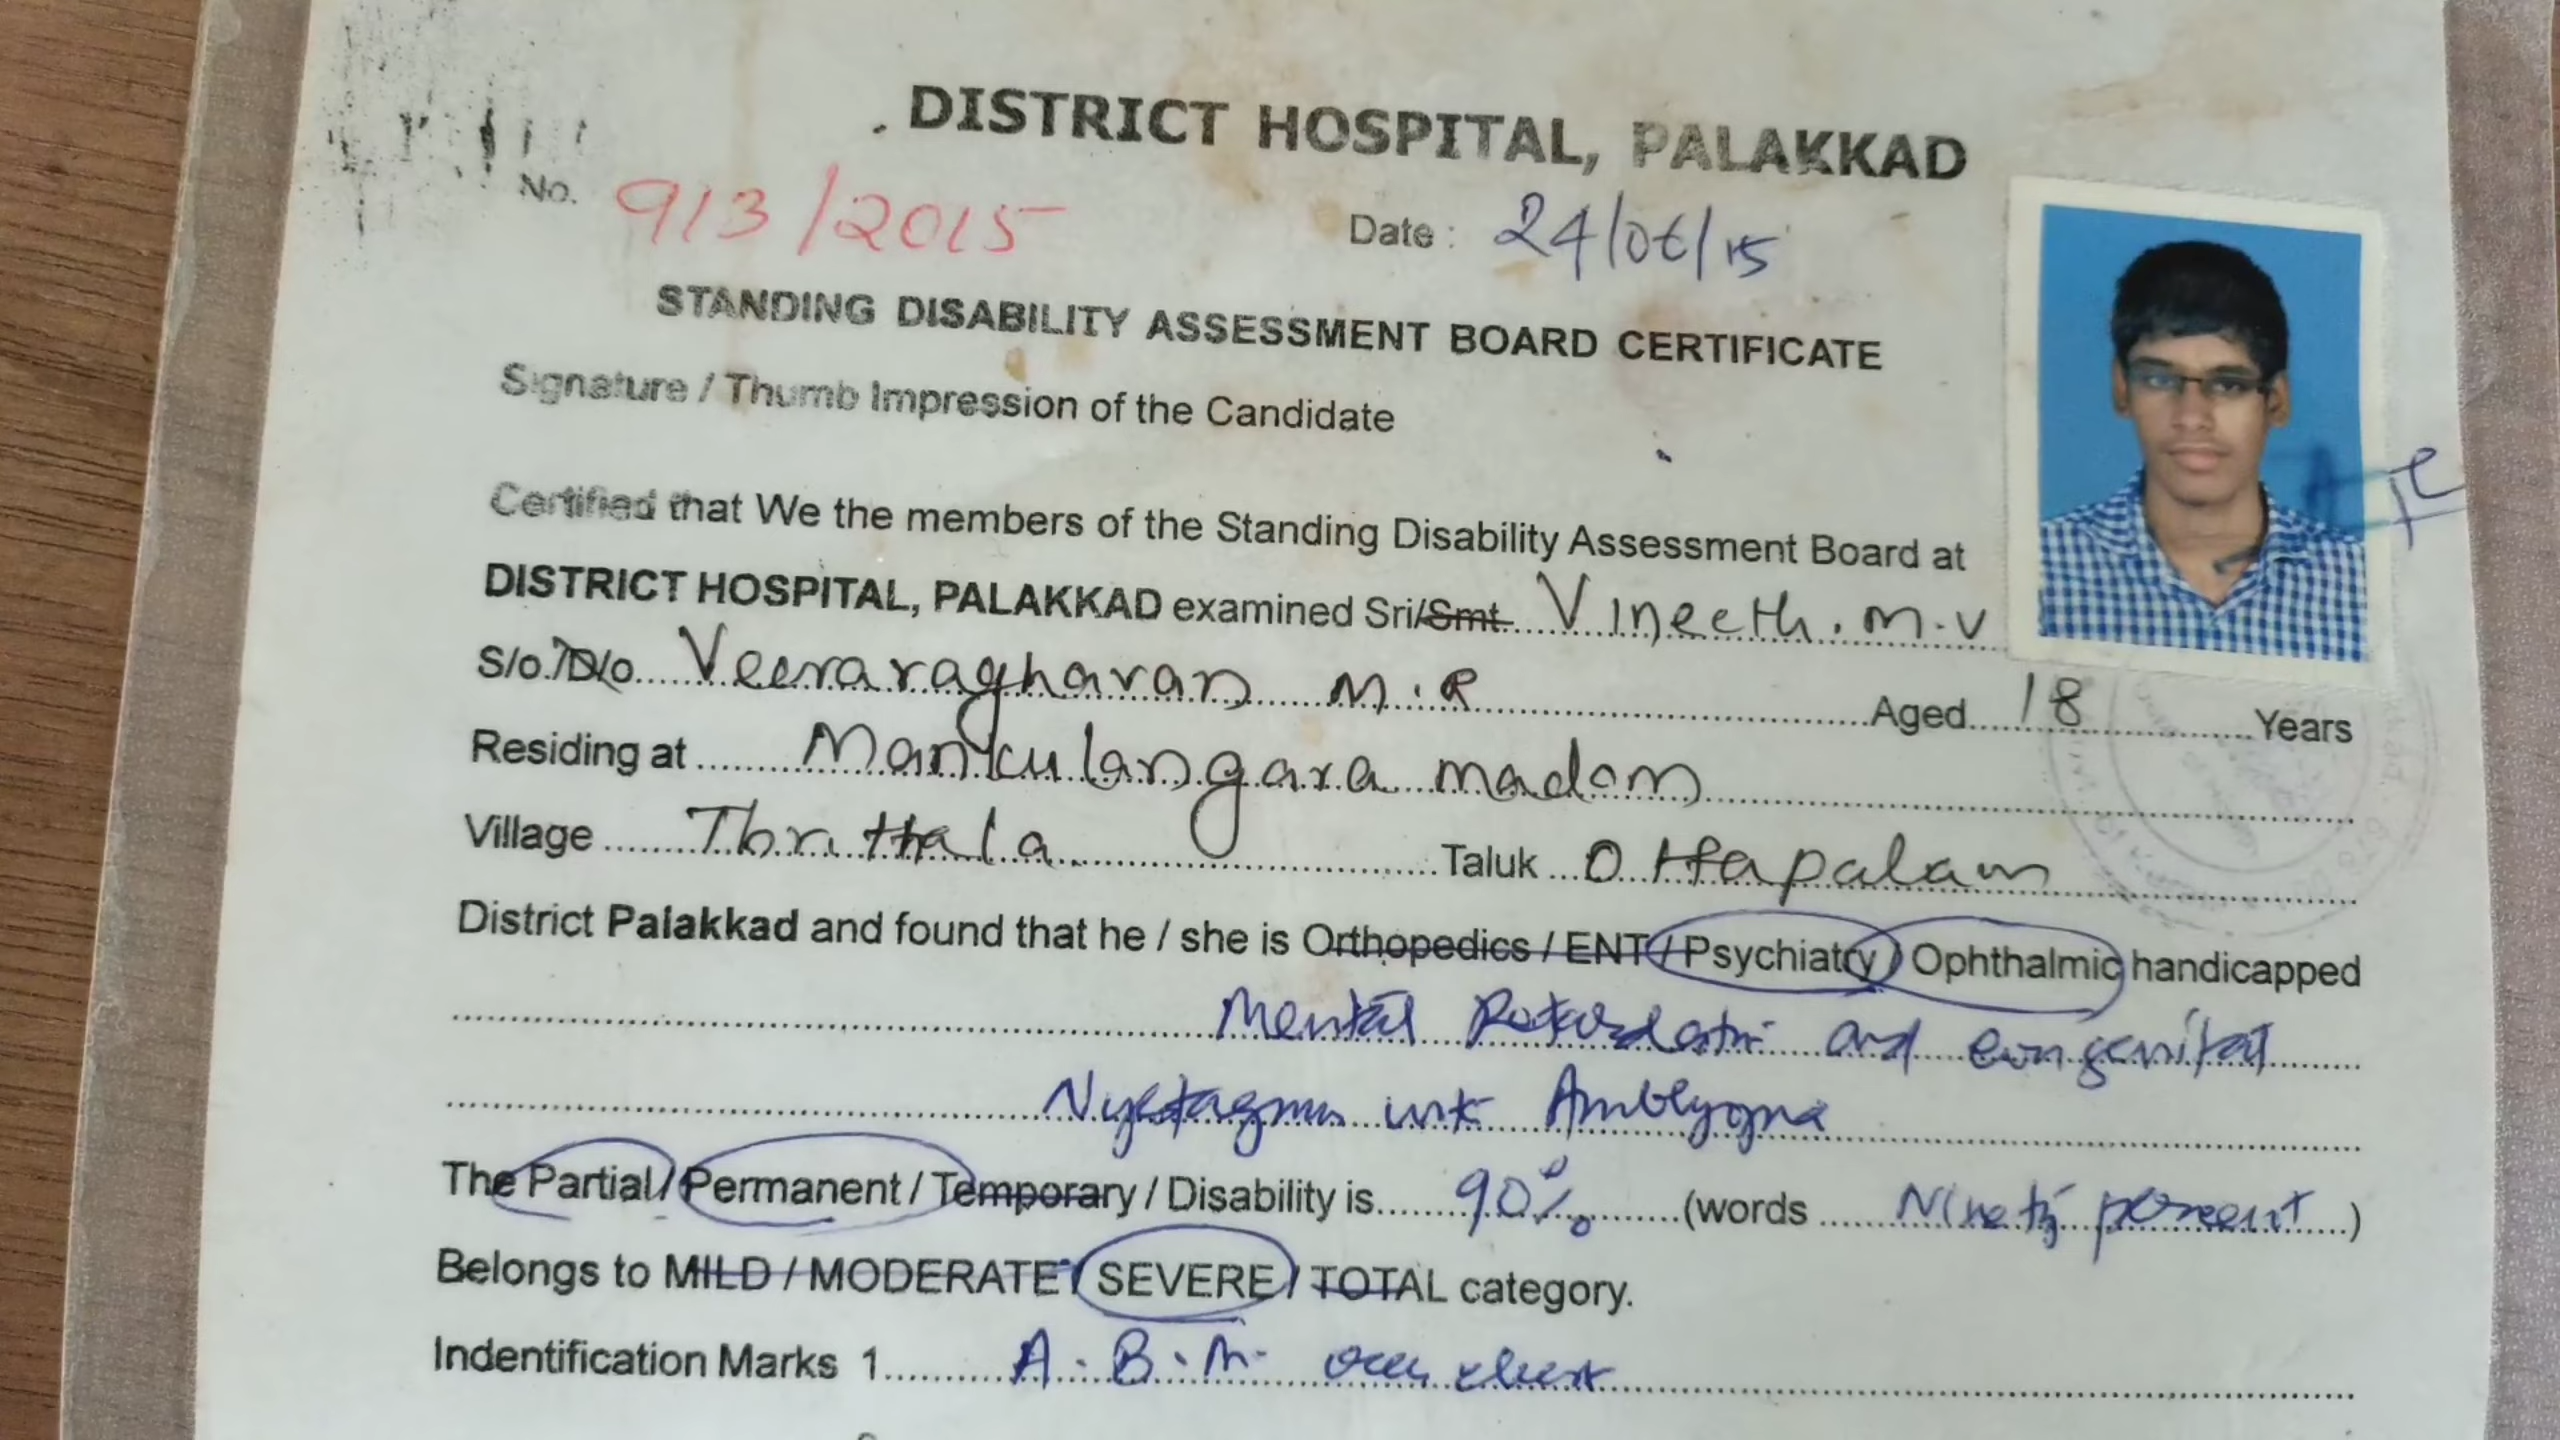 DISTRICT HOSPITAL, PALAKKAD
No. 913/2015 Date : 24/06/15
STANDING DISABILITY ASSESSMENT BOARD CERTIFICATE
Signature / Thumb Impression of the Candidate
Certified that We the members of the Standing Disability Assessment Board at
DISTRICT HOSPITAL, PALAKKAD examined Sri/Smt. Vineeth. M.V
S/o./D/o. Veeraraghavan M.R Aged 18 Years
Residing at Mankulangara madom
Village Thrithala Taluk Ottapalam
District Palakkad and found that he / she is Orthopedics / ENT / Psychiatry / Ophthalmic handicapped
Mental Retardation and congenital
Nystagmus with Amblyopia
The Partial / Permanent / Temporary / Disability is 90% (words Ninety percent)
Belongs to MILD / MODERATE / SEVERE / TOTAL category.
Indentification Marks 1. A.B.M. over chest